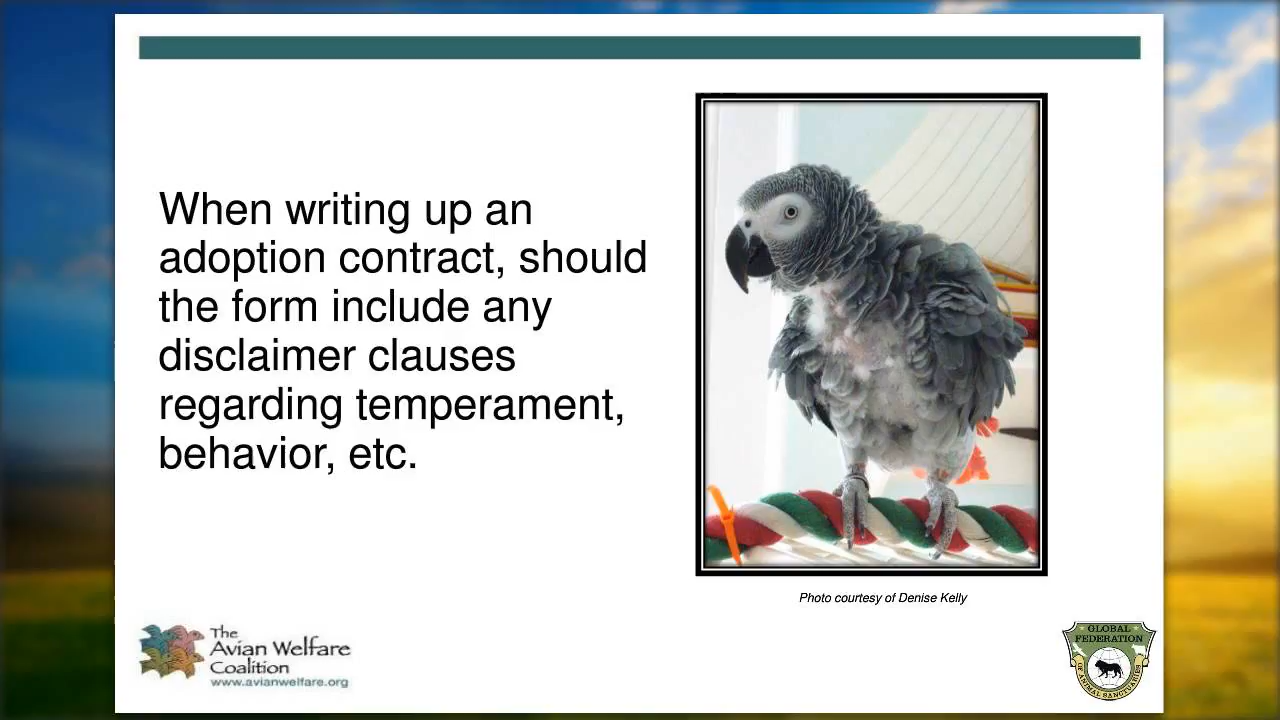 When writing up an
adoption contract, should
the form include any
disclaimer clauses
regarding temperament,
behavior, etc.
Photo courtesy of Denise Kelly
The
Avian Welfare
Coalition
www.avianwelfare.org
GLOBAL
FEDERATION
OF ANIMAL SANCTUARIES